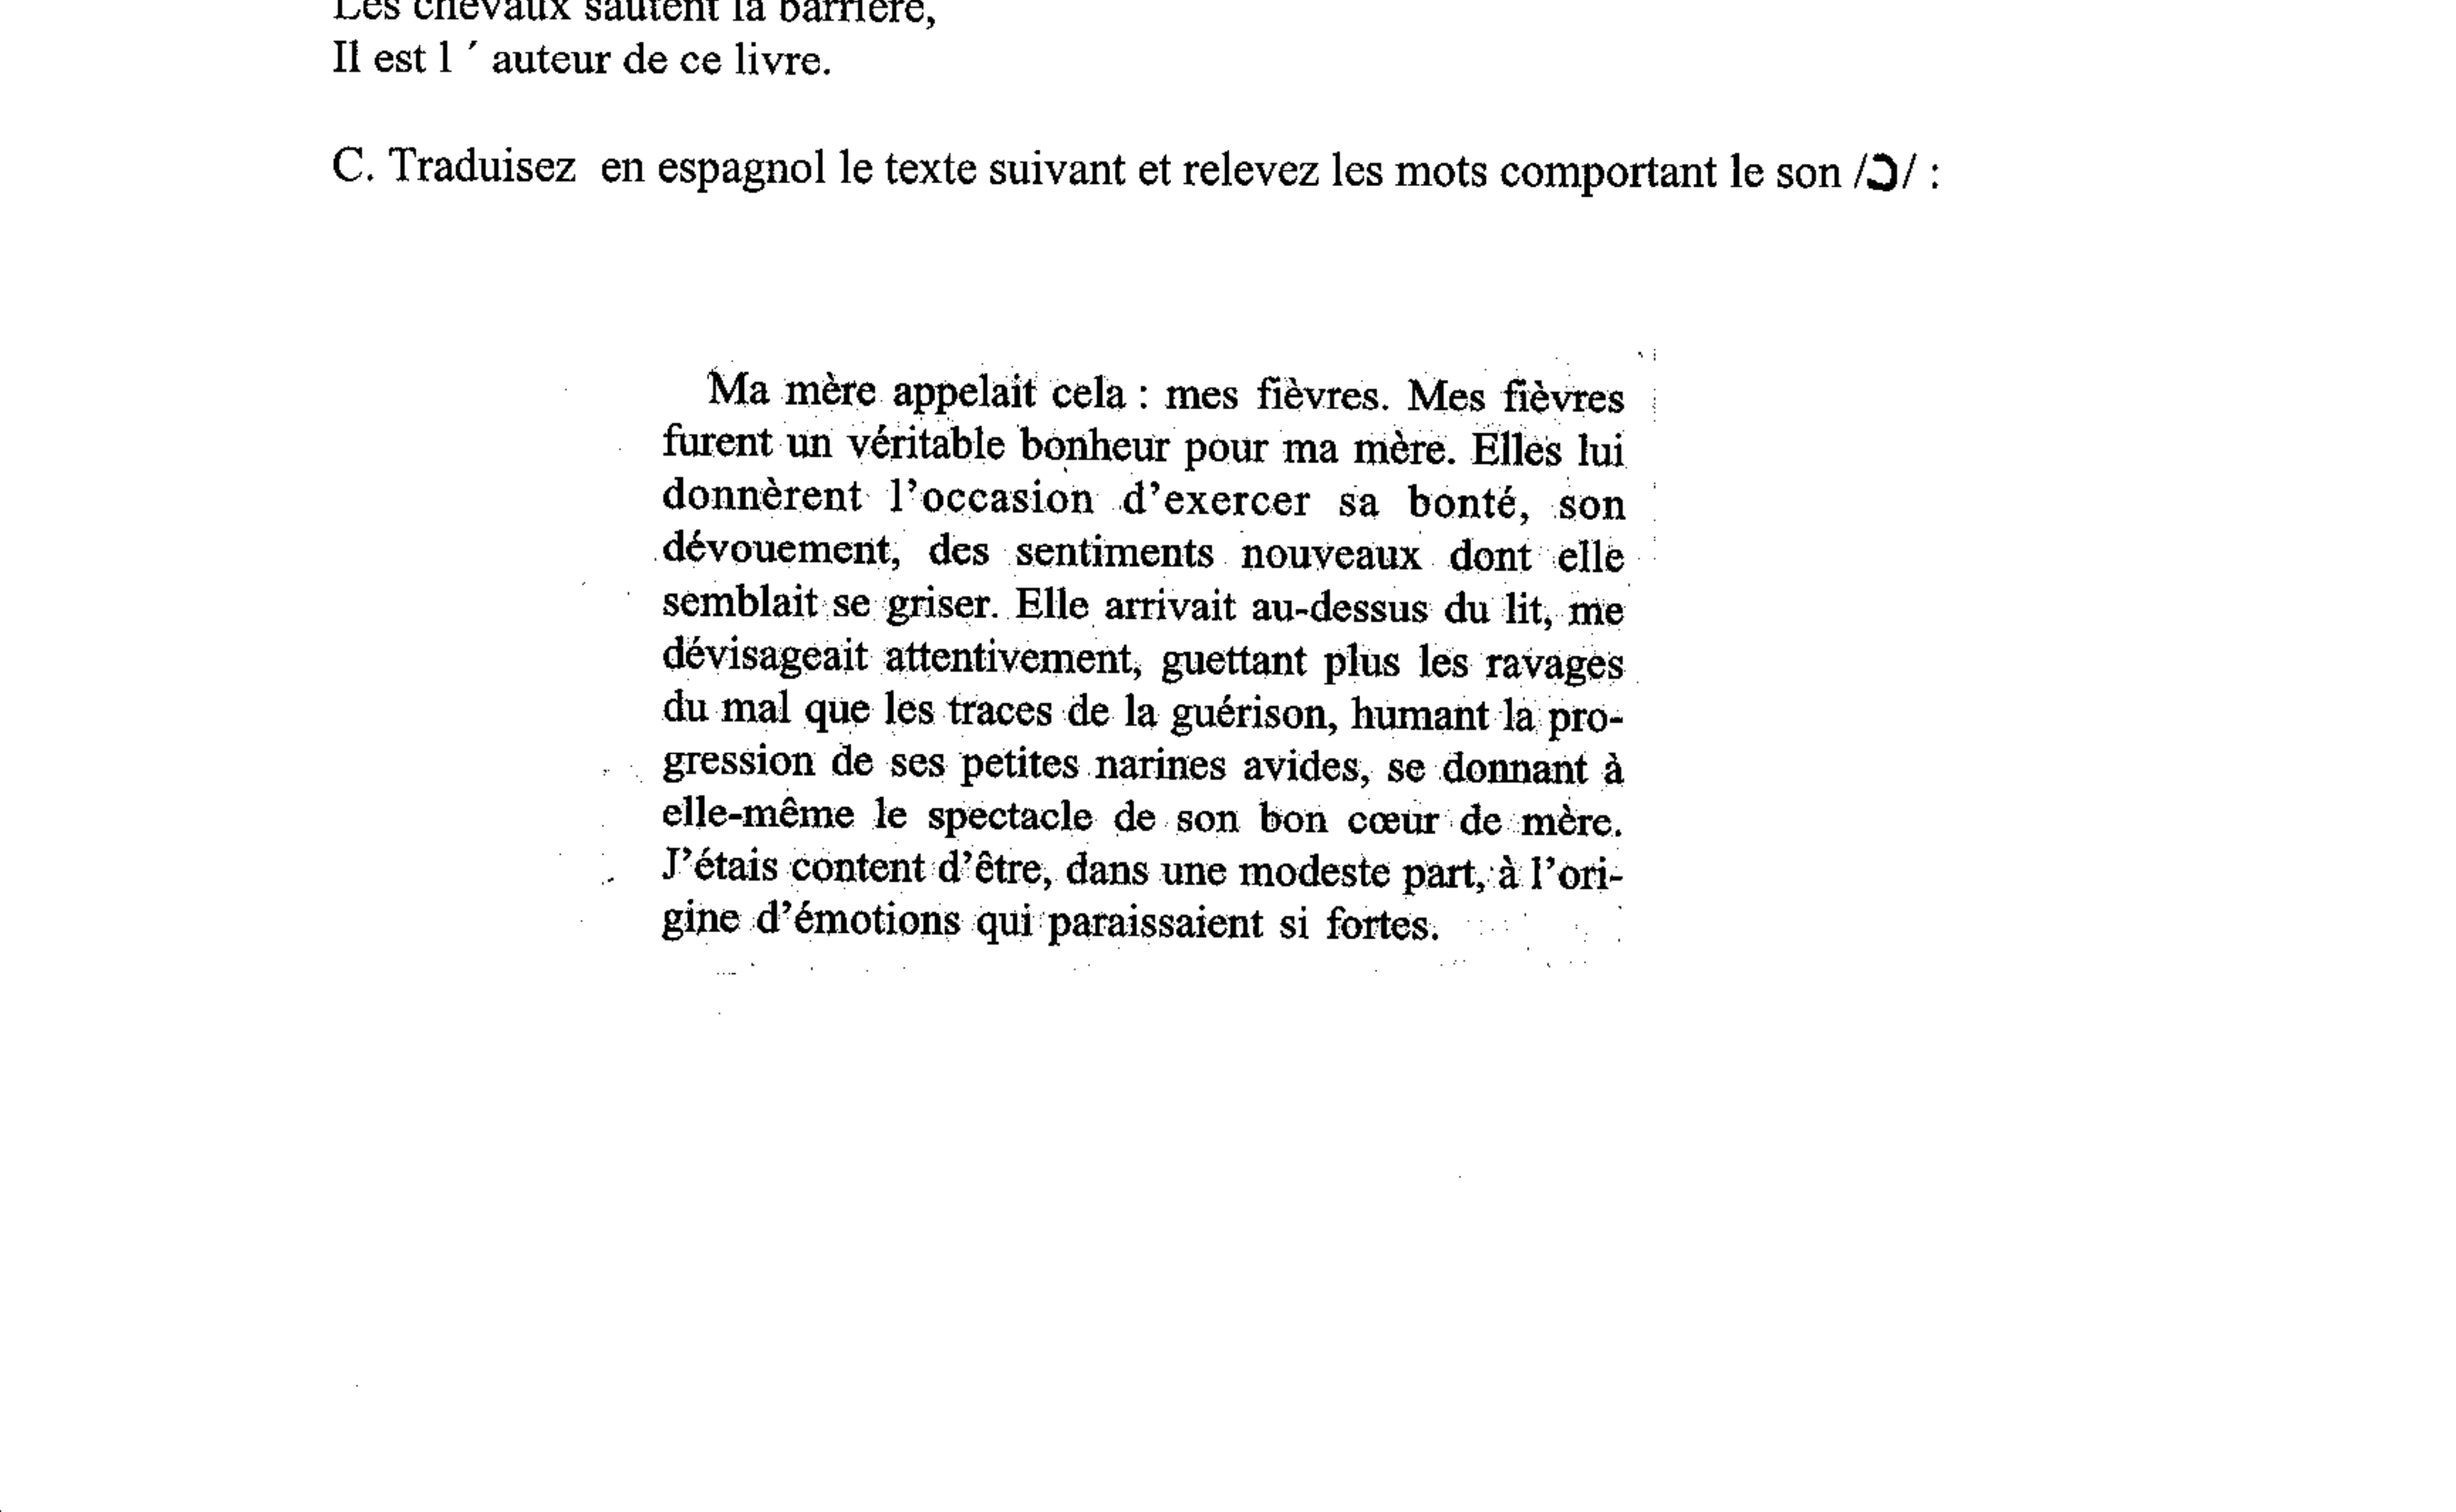 Les chevaux sautent la barrière,
Il est l ´ auteur de ce livre.
C. Traduisez en espagnol le texte suivant et relevez les mots comportant le son /Ɔ/ :
Ma mère appelait cela : mes fièvres. Mes fièvres
furent un véritable bonheur pour ma mère. Elles lui
donnèrent l’occasion d’exercer sa bonté, son
dévouement, des sentiments nouveaux dont elle
semblait se griser. Elle arrivait au-dessus du lit, me
dévisageait attentivement, guettant plus les ravages
du mal que les traces de la guérison, humant la pro-
gression de ses petites narines avides, se donnant à
elle-même le spectacle de son bon cœur de mère.
J’étais content d’être, dans une modeste part, à l’ori-
gine d’émotions qui paraissaient si fortes.